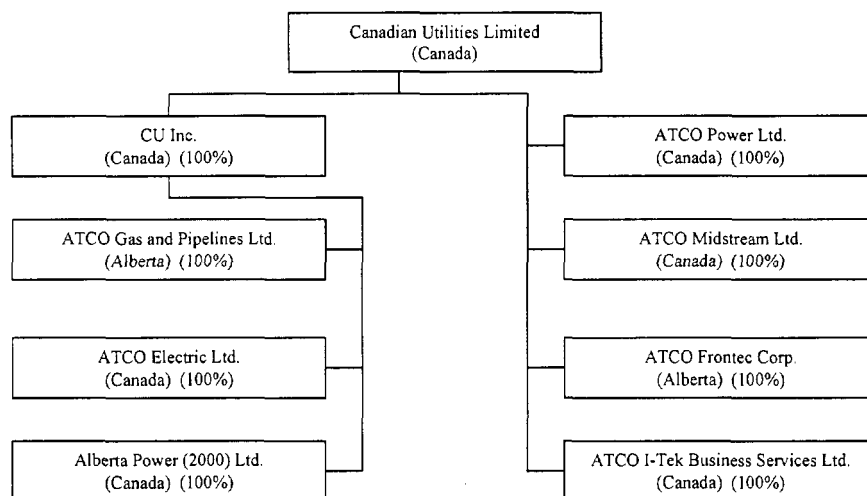 Canadian Utilities Limited
(Canada)
CU Inc.
(Canada) (100%)
ATCO Gas and Pipelines Ltd.
(Alberta) (100%)
ATCO Electric Ltd.
(Canada) (100%)
Alberta Power (2000) Ltd.
(Canada) (100%)
ATCO Power Ltd.
(Canada) (100%)
ATCO Midstream Ltd.
(Canada) (100%)
ATCO Frontec Corp.
(Alberta) (100%)
ATCO I-Tek Business Services Ltd.
(Canada) (100%)